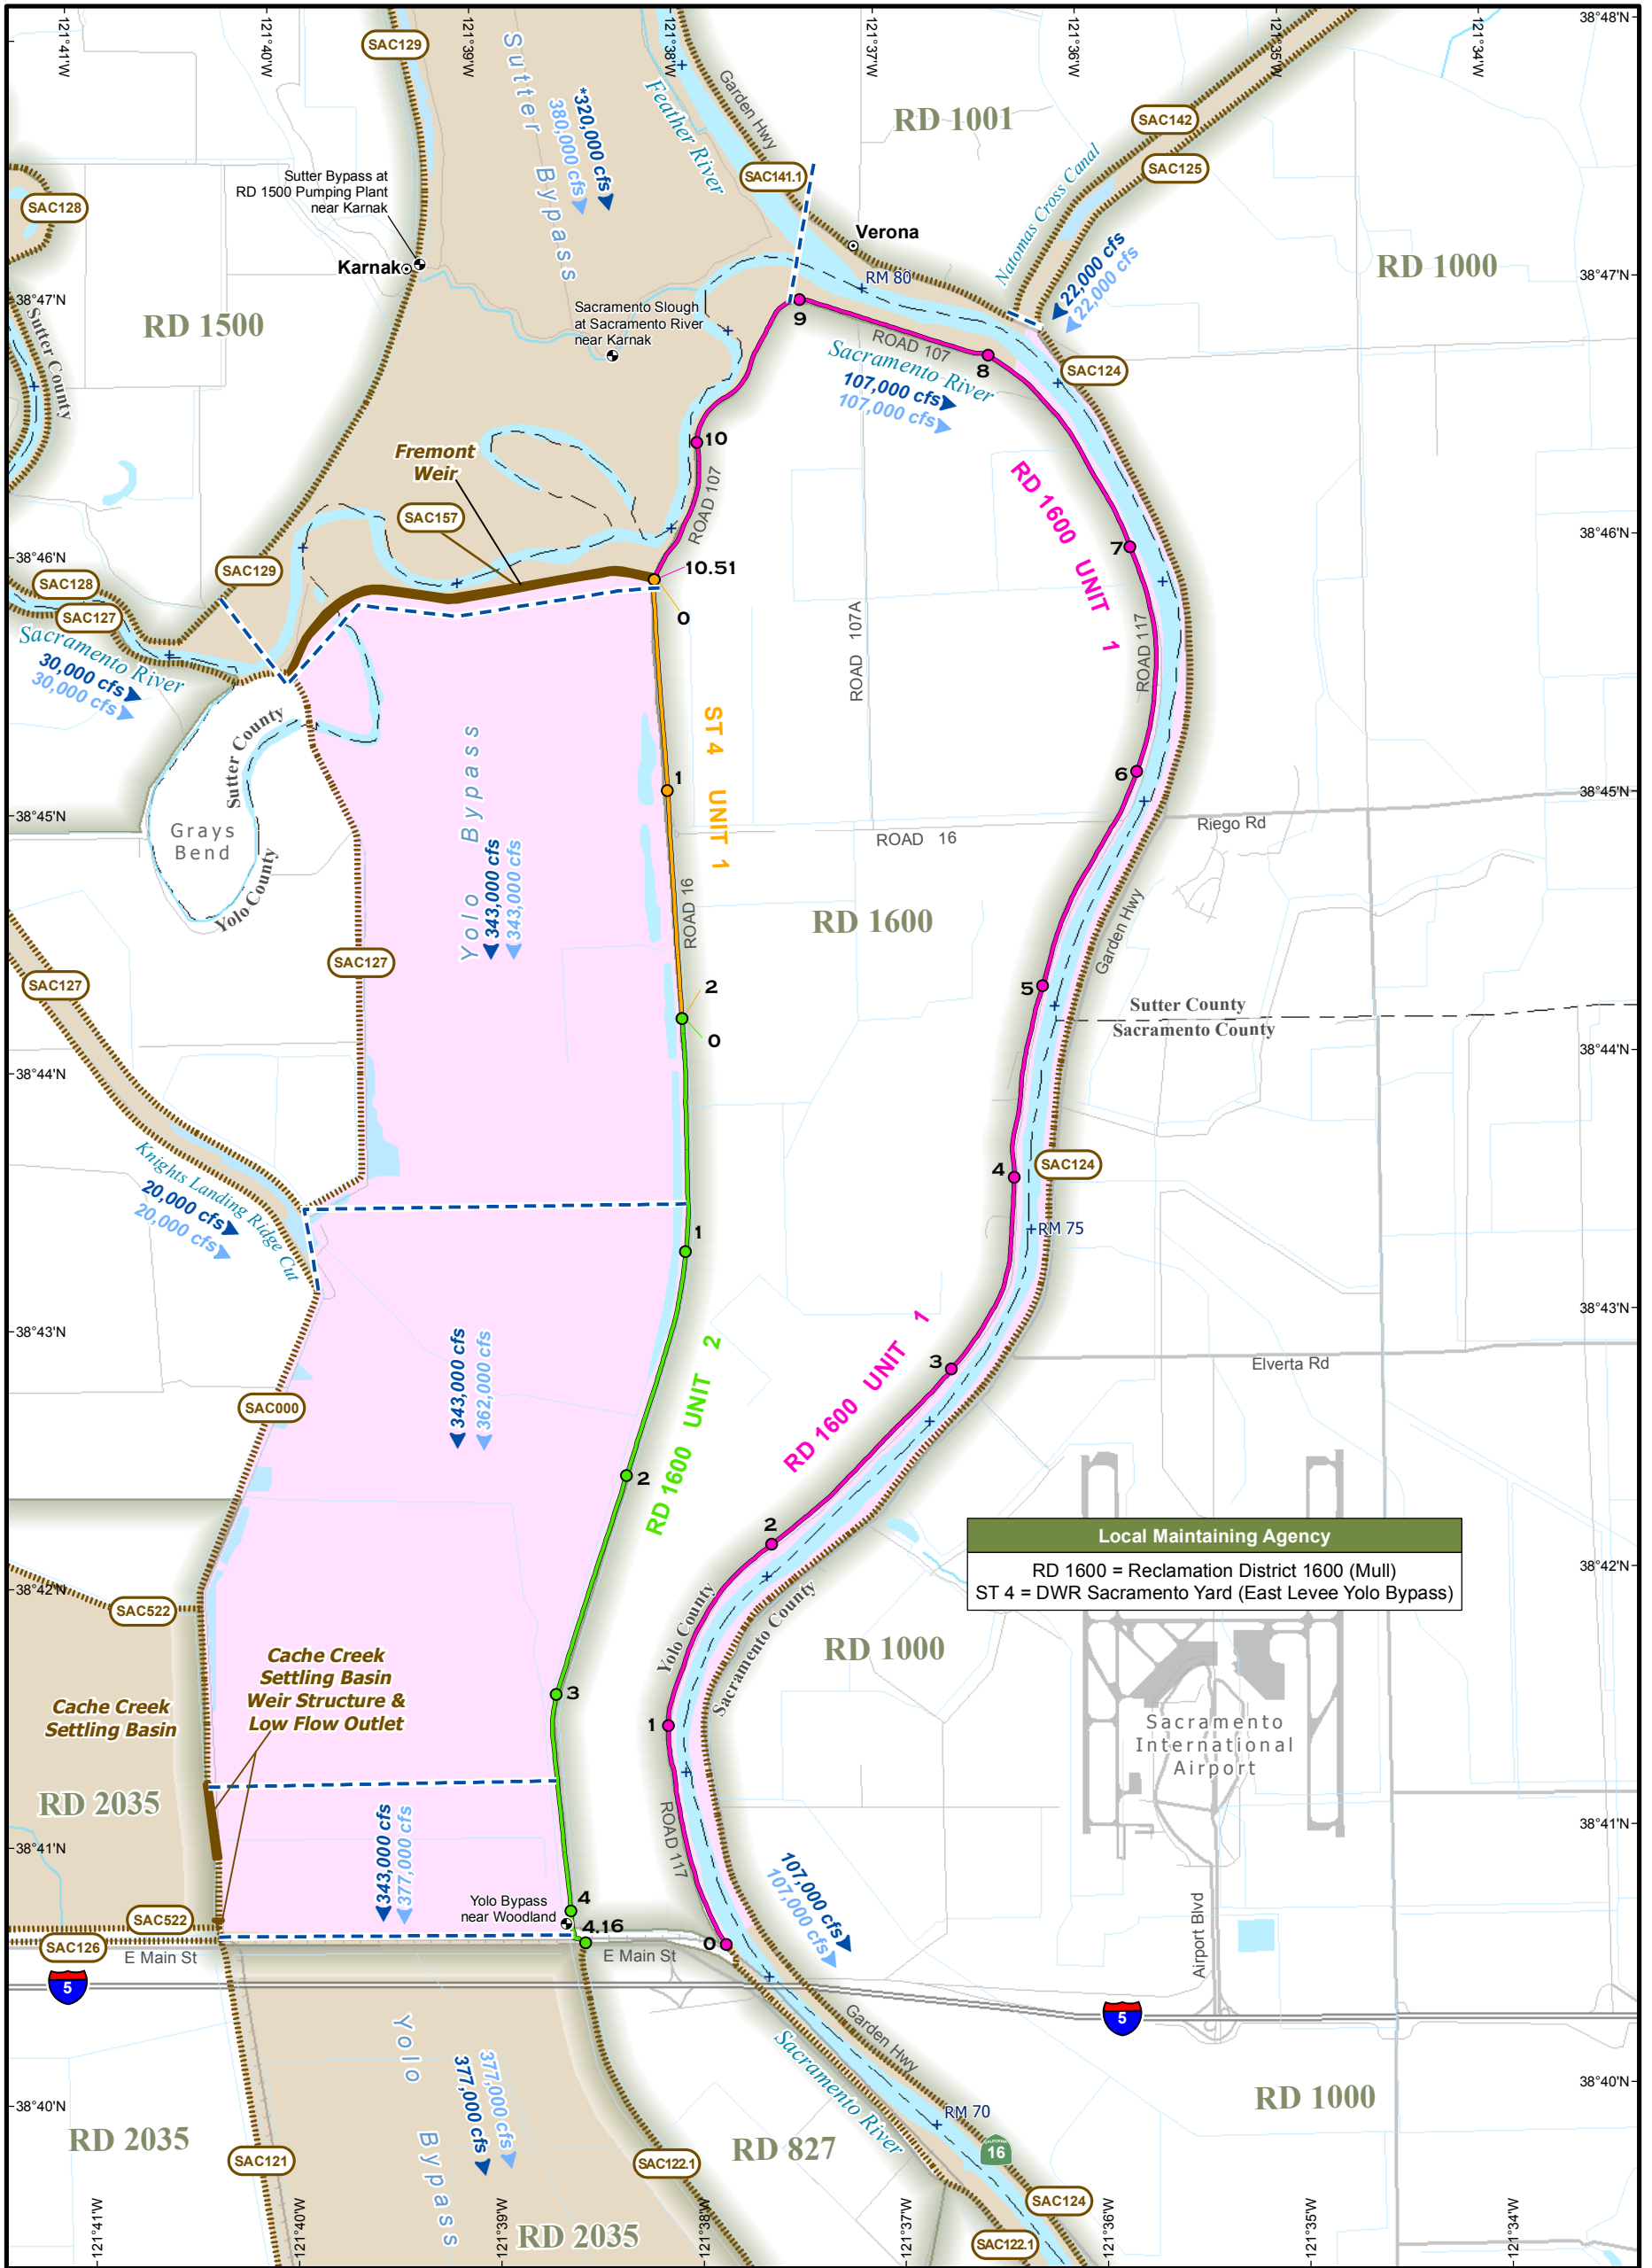 121°41'W
121°40'W
121°39'W
121°38'W
121°37'W
121°36'W
121°35'W
121°34'W
38°48'N
SAC129
Sutter Bypass
*320,000 cfs
380,000 cfs
Feather River
Garden Hwy
RD 1001
SAC142
SAC125
SAC141.1
Natomas Cross Canal
22,000 cfs
22,000 cfs
Sutter Bypass at
RD 1500 Pumping Plant
near Karnak
SAC128
Karnak
Verona
RM 80
RD 1000
38°47'N
38°47'N
RD 1500
Sutter County
Sacramento Slough
at Sacramento River
near Karnak
9
ROAD 107
8
SAC124
Sacramento River
107,000 cfs
107,000 cfs
10
ROAD 107
Fremont
Weir
SAC157
RD 1600 UNIT 1
7
38°46'N
38°46'N
SAC129
SAC128
SAC127
10.51
0
Sacramento River
30,000 cfs
30,000 cfs
ROAD 107A
ROAD 117
Sutter County
Yolo Bypass
343,000 cfs
343,000 cfs
ST 4 UNIT 1
1
6
38°45'N
38°45'N
Riego Rd
ROAD 16
Grays
Bend
Yolo County
ROAD 16
RD 1600
Garden Hwy
SAC127
SAC127
2
0
5
Sutter County
Sacramento County
38°44'N
38°44'N
Knights Landing Ridge Cut
20,000 cfs
20,000 cfs
4
SAC124
RM 75
1
38°43'N
38°43'N
343,000 cfs
362,000 cfs
RD 1600 UNIT 2
RD 1600 UNIT 1
3
Elverta Rd
SAC000
2
2
Local Maintaining Agency
RD 1600 = Reclamation District 1600 (Mull)
ST 4 = DWR Sacramento Yard (East Levee Yolo Bypass)
38°42'N
38°42'N
SAC522
Yolo County
Sacramento County
RD 1000
Cache Creek
Settling Basin
Weir Structure &
Low Flow Outlet
Cache Creek
Settling Basin
3
1
Sacramento
International
Airport
RD 2035
38°41'N
38°41'N
343,000 cfs
377,000 cfs
ROAD 117
107,000 cfs
107,000 cfs
Yolo Bypass
near Woodland
4
4.16
0
SAC522
SAC126
E Main St
E Main St
Airport Blvd
5
5
Yolo Bypass
377,000 cfs
377,000 cfs
Garden Hwy
Sacramento River
RM 70
CALIFORNIA
16
38°40'N
38°40'N
RD 1000
RD 2035
RD 827
SAC121
SAC122.1
SAC124
SAC122.1
RD 2035
121°41'W
121°40'W
121°39'W
121°38'W
121°37'W
121°36'W
121°35'W
121°34'W